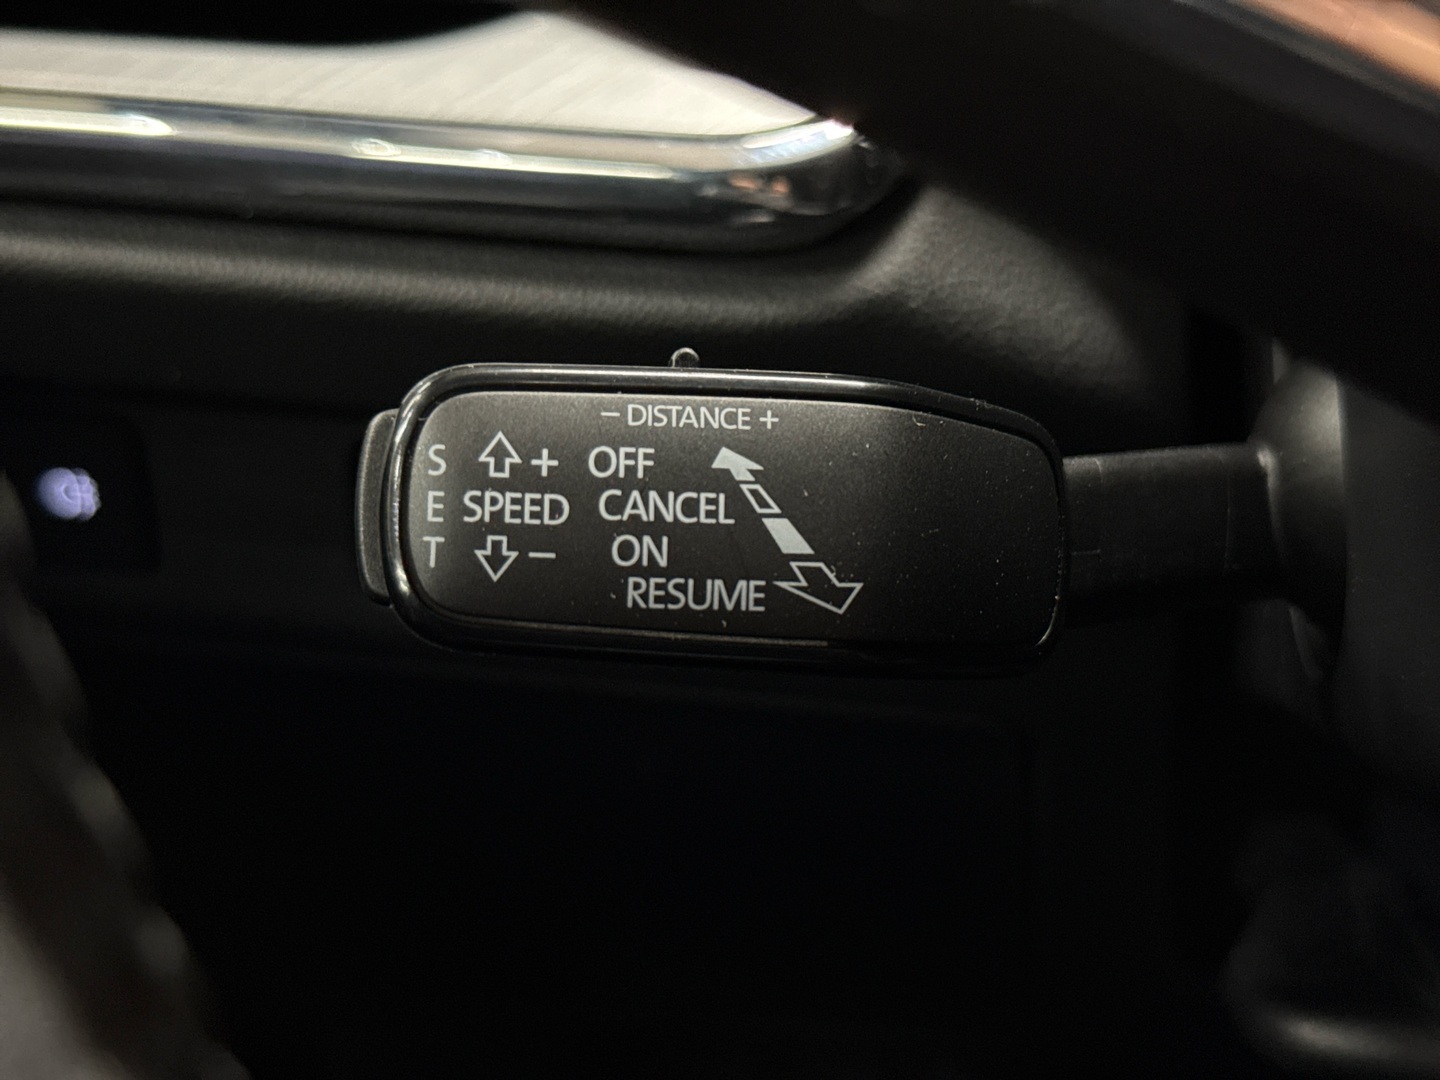 − DISTANCE +
S + OFF
E SPEED CANCEL
T − ON
RESUME